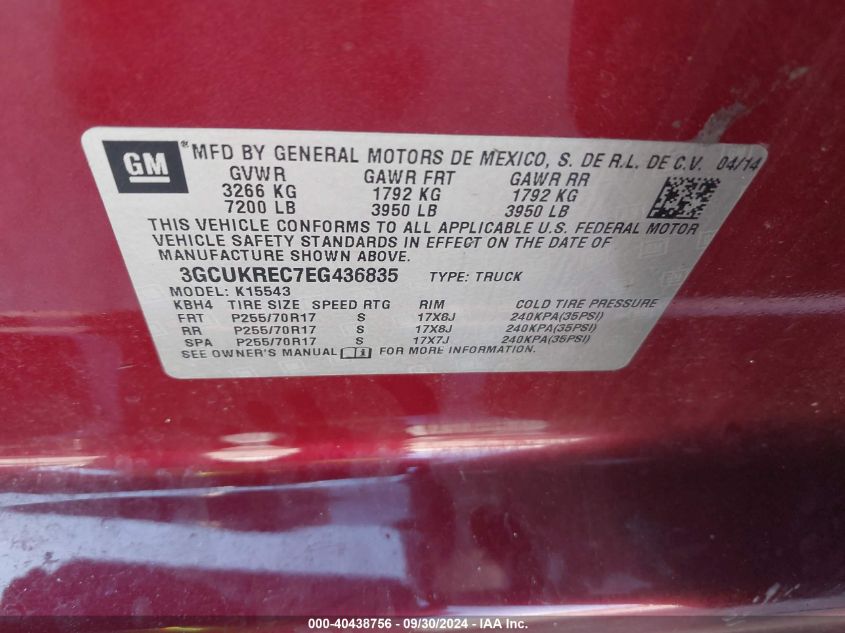 GM
® MFD BY GENERAL MOTORS DE MEXICO, S. DE R.L. DE C.V. 04/14
GVWR GAWR FRT GAWR RR
3266 KG 1792 KG 1792 KG
7200 LB 3950 LB 3950 LB
THIS VEHICLE CONFORMS TO ALL APPLICABLE U.S. FEDERAL MOTOR
VEHICLE SAFETY STANDARDS IN EFFECT ON THE DATE OF
MANUFACTURE SHOWN ABOVE.
3GCUKREC7EG436835 TYPE: TRUCK
MODEL: K15543
KBH4 TIRE SIZE SPEED RTG RIM COLD TIRE PRESSURE
FRT P255/70R17 S 17X8J 240KPA(35PSI)
RR P255/70R17 S 17X8J 240KPA(35PSI)
SPA P255/70R17 S 17X7J 240KPA(35PSI)
SEE OWNER'S MANUAL FOR MORE INFORMATION.
000-40438756 - 09/30/2024 - IAA Inc.